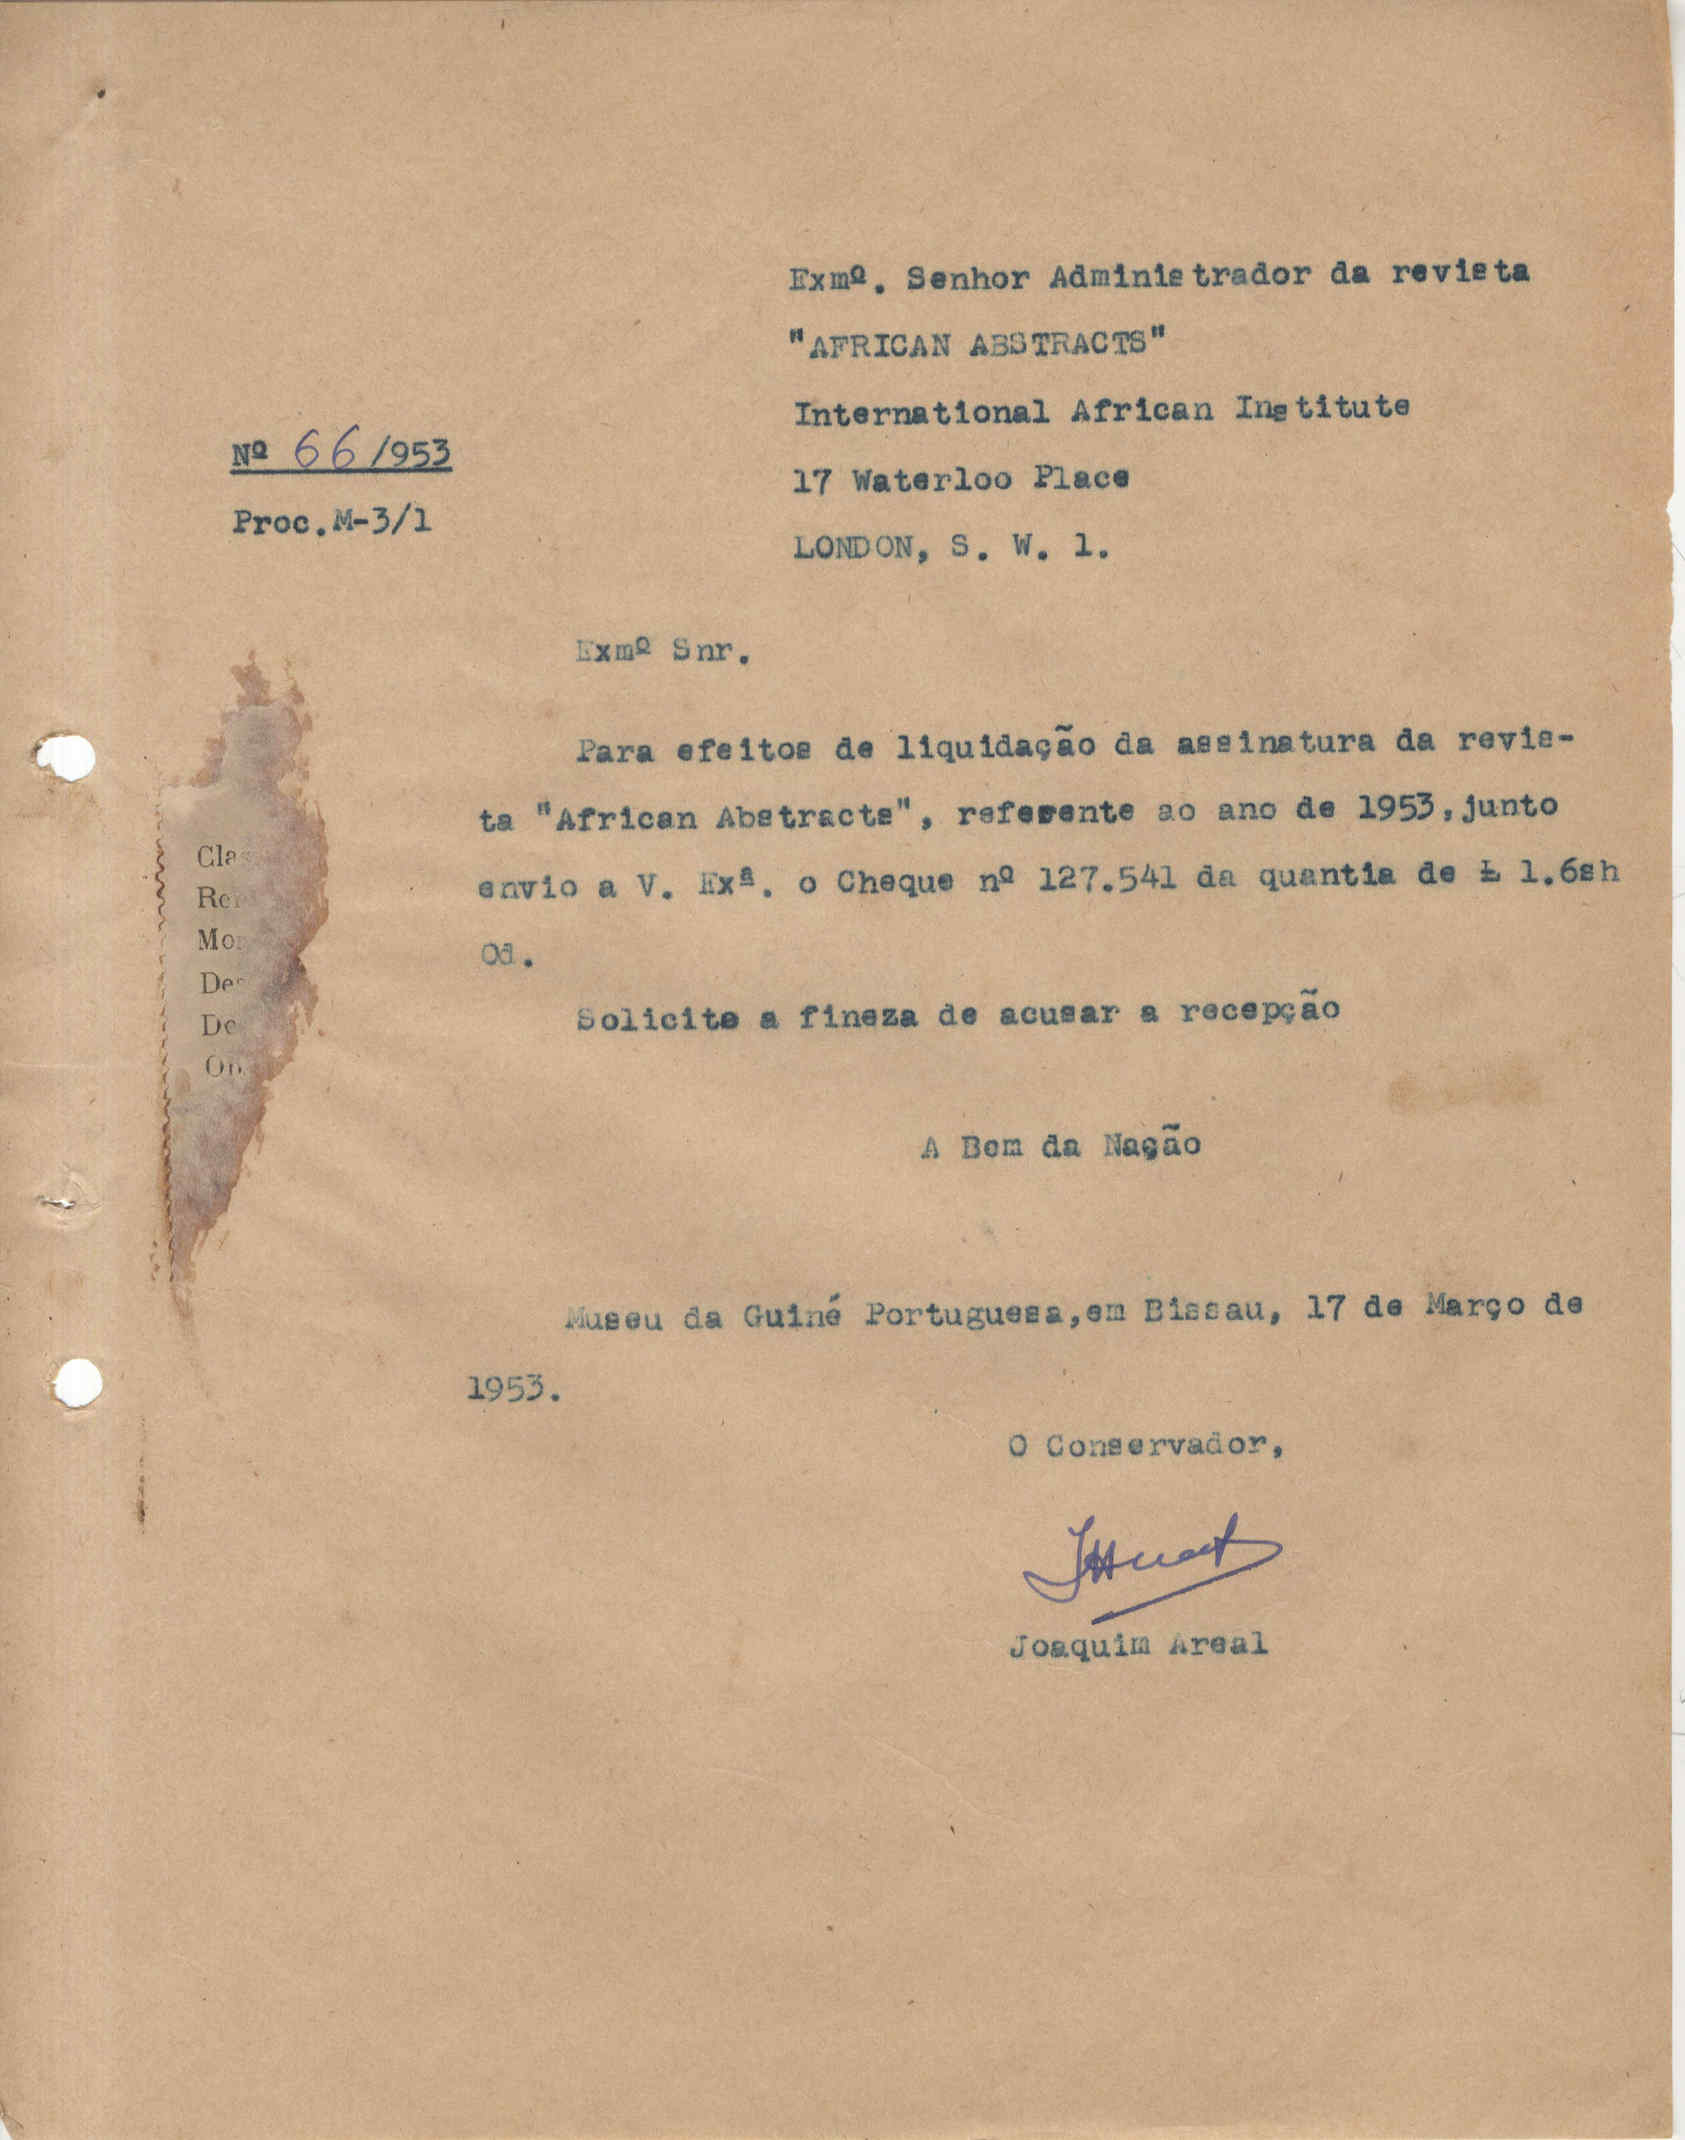 Exmº. Senhor Administrador da revista
"AFRICAN ABSTRACTS"
International African Institute
17 Waterloo Place
LONDON, S. W. 1.
Nº 66/953
Proc.M-3/1
Exmº Snr.
Para efeitos de liquidação da assinatura da revis-
ta "African Abstracts", referente ao ano de 1953, junto
envio a V. Exª. o Cheque nº 127.541 da quantia de £ 1.6sh
0d.
Solicito a fineza de acusar a recepção
A Bem da Nação
Museu da Guiné Portuguesa, em Bissau, 17 de Março de
1953.
O Conservador,
Joaquim Areal